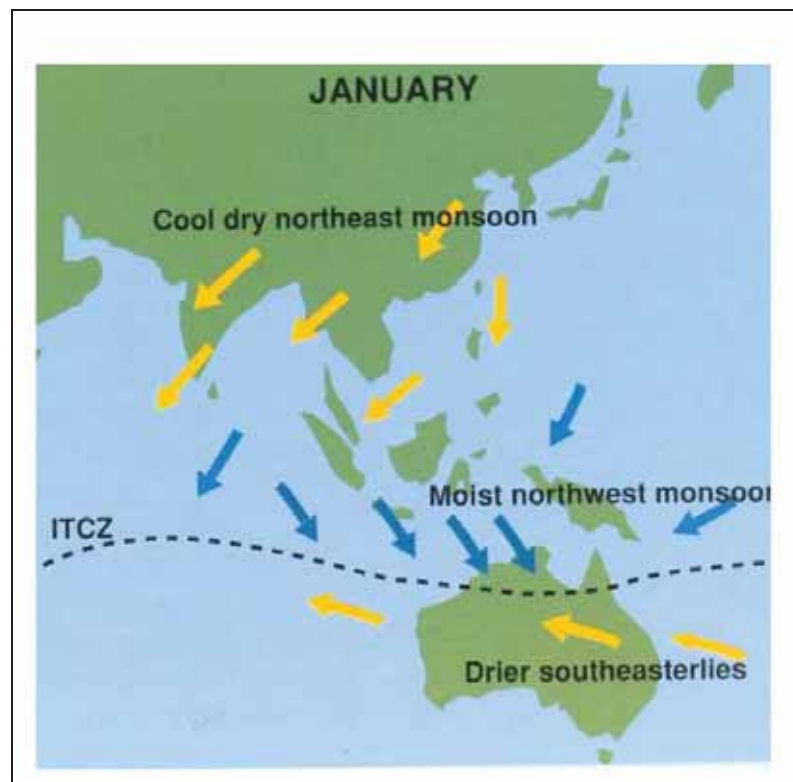 JANUARY
Cool dry northeast monsoon
Moist northwest monsoon
ITCZ
Drier southeasterlies